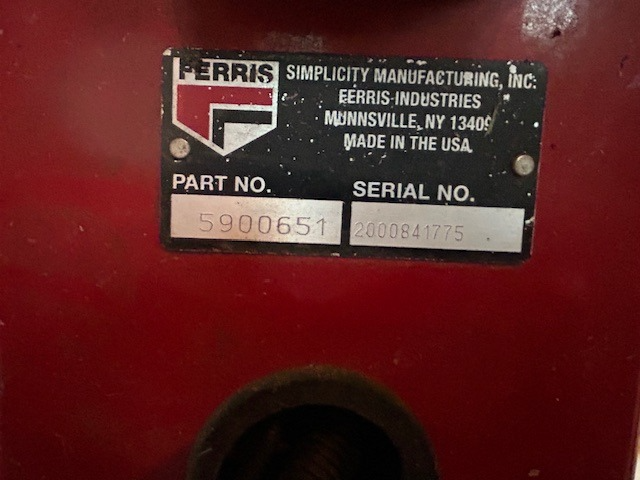 FERRIS
SIMPLICITY MANUFACTURING, INC.
FERRIS INDUSTRIES
MUNNSVILLE, NY 13409
MADE IN THE USA
PART NO.
SERIAL NO.
5900651
2000841775